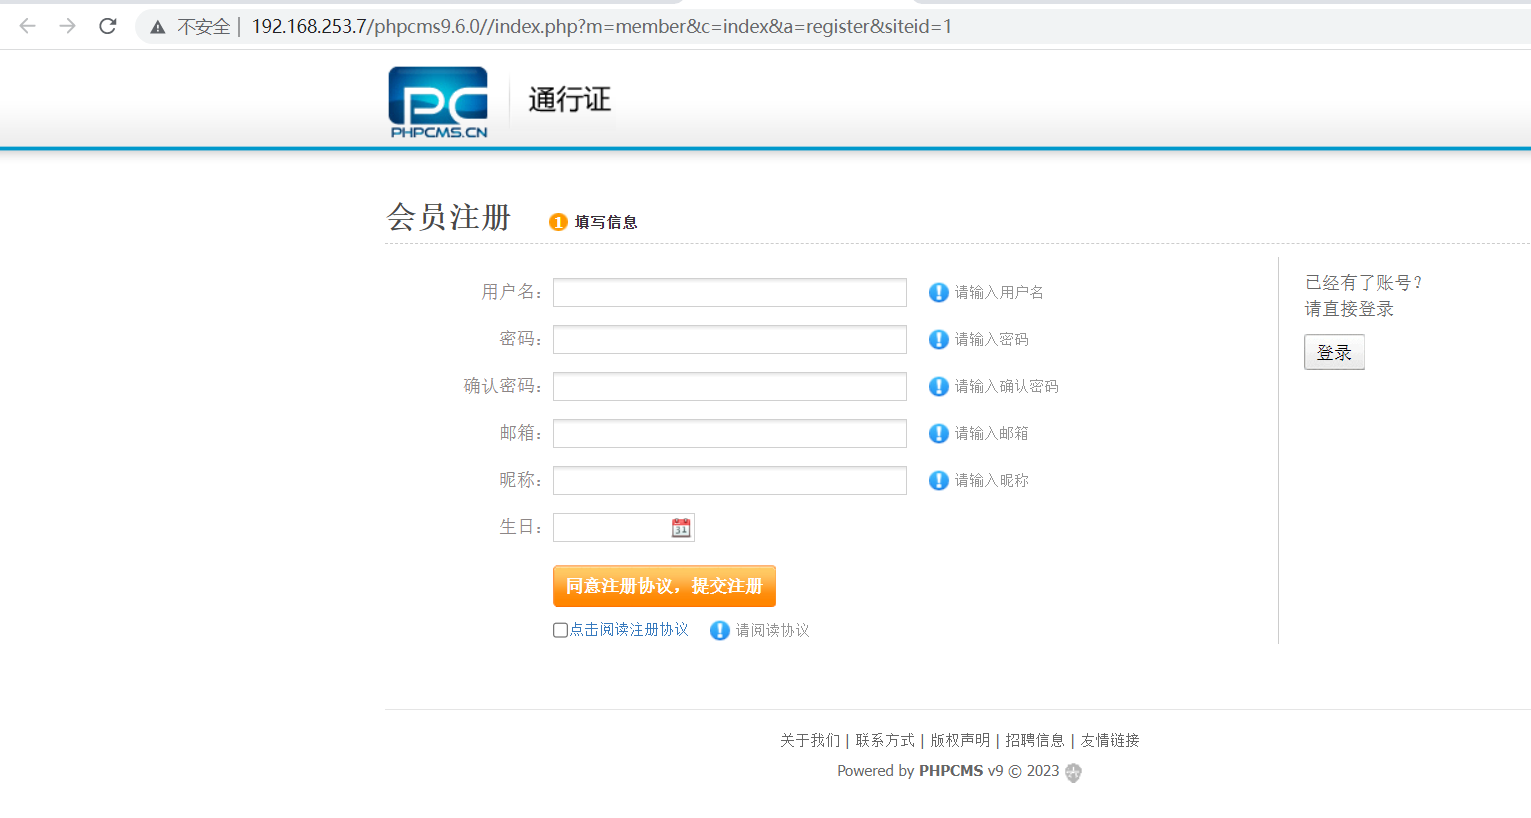 不安全 | 192.168.253.7/phpcms9.6.0//index.php?m=member&c=index&a=register&siteid=1
PC
PHPCMS.CN
通行证
会员注册 1 填写信息
用户名： 请输入用户名
密码： 请输入密码
确认密码： 请输入确认密码
邮箱： 请输入邮箱
昵称： 请输入昵称
生日： 31
同意注册协议，提交注册
点击阅读注册协议 请阅读协议
已经有了账号？
请直接登录
登录
关于我们 | 联系方式 | 版权声明 | 招聘信息 | 友情链接
Powered by PHPCMS v9 © 2023